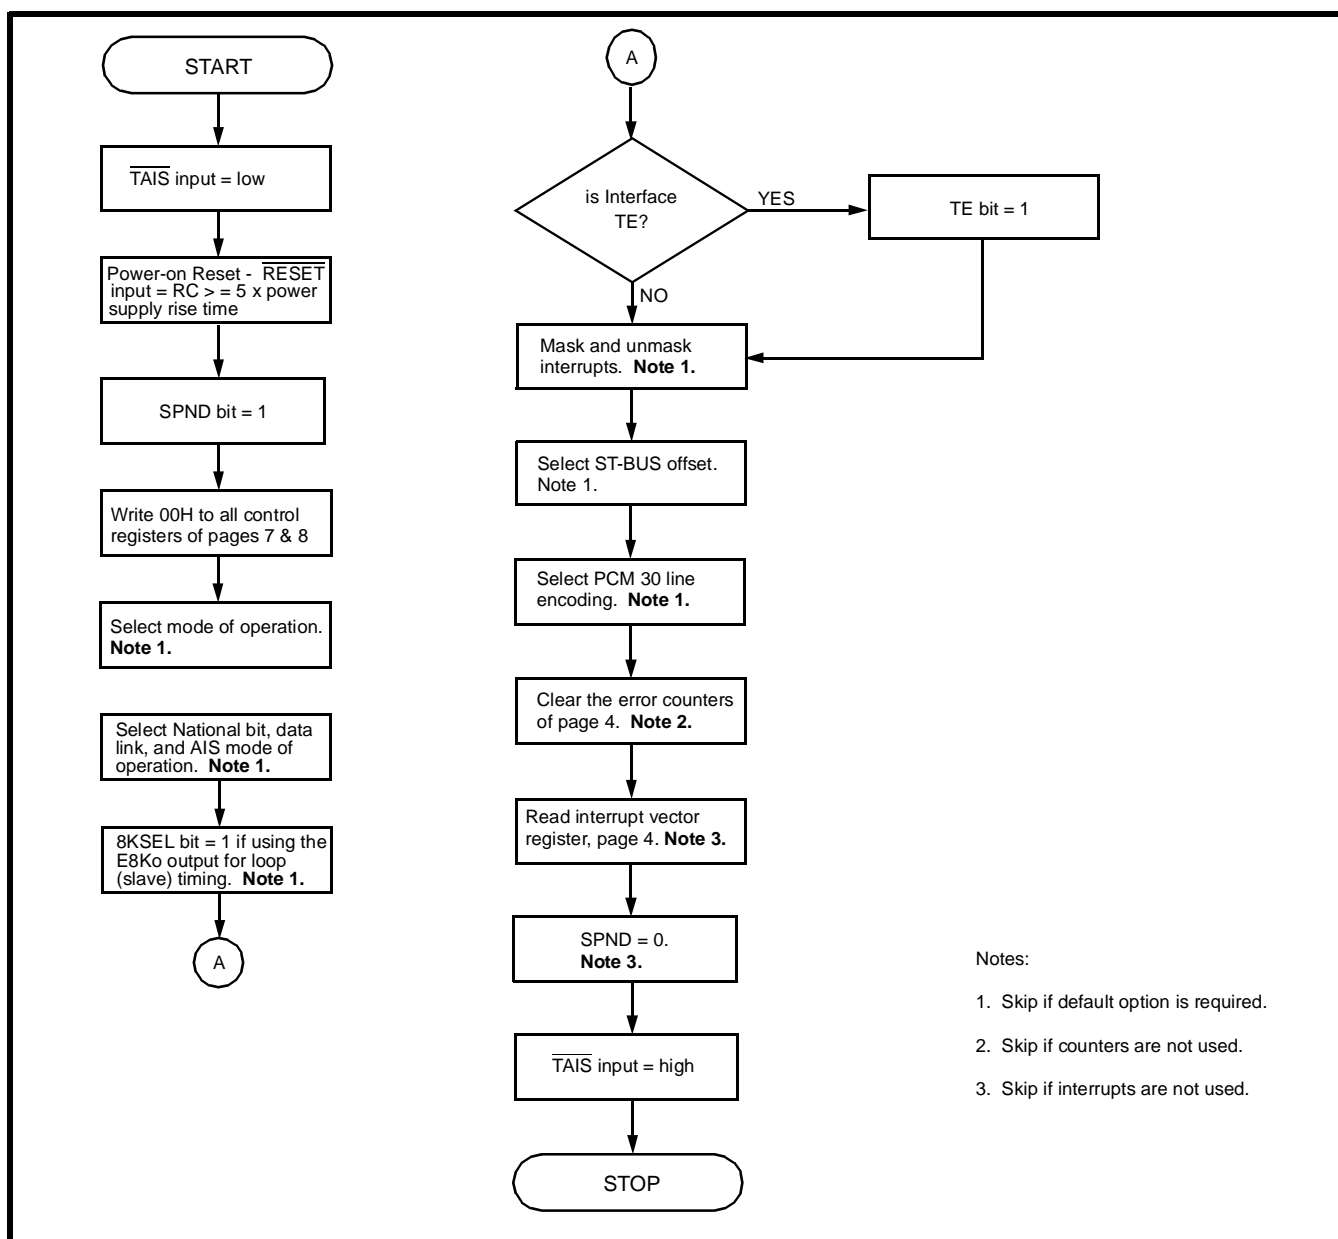 START
TAIS input = low
Power-on Reset - RESET
input = RC > = 5 x power
supply rise time
SPND bit = 1
Write 00H to all control
registers of pages 7 & 8
Select mode of operation.
Note 1.
Select National bit, data
link, and AIS mode of
operation. Note 1.
8KSEL bit = 1 if using the
E8Ko output for loop
(slave) timing. Note 1.
A
A
is Interface
TE?
YES
TE bit = 1
NO
Mask and unmask
interrupts. Note 1.
Select ST-BUS offset.
Note 1.
Select PCM 30 line
encoding. Note 1.
Clear the error counters
of page 4. Note 2.
Read interrupt vector
register, page 4. Note 3.
SPND = 0.
Note 3.
TAIS input = high
STOP
Notes:
1. Skip if default option is required.
2. Skip if counters are not used.
3. Skip if interrupts are not used.